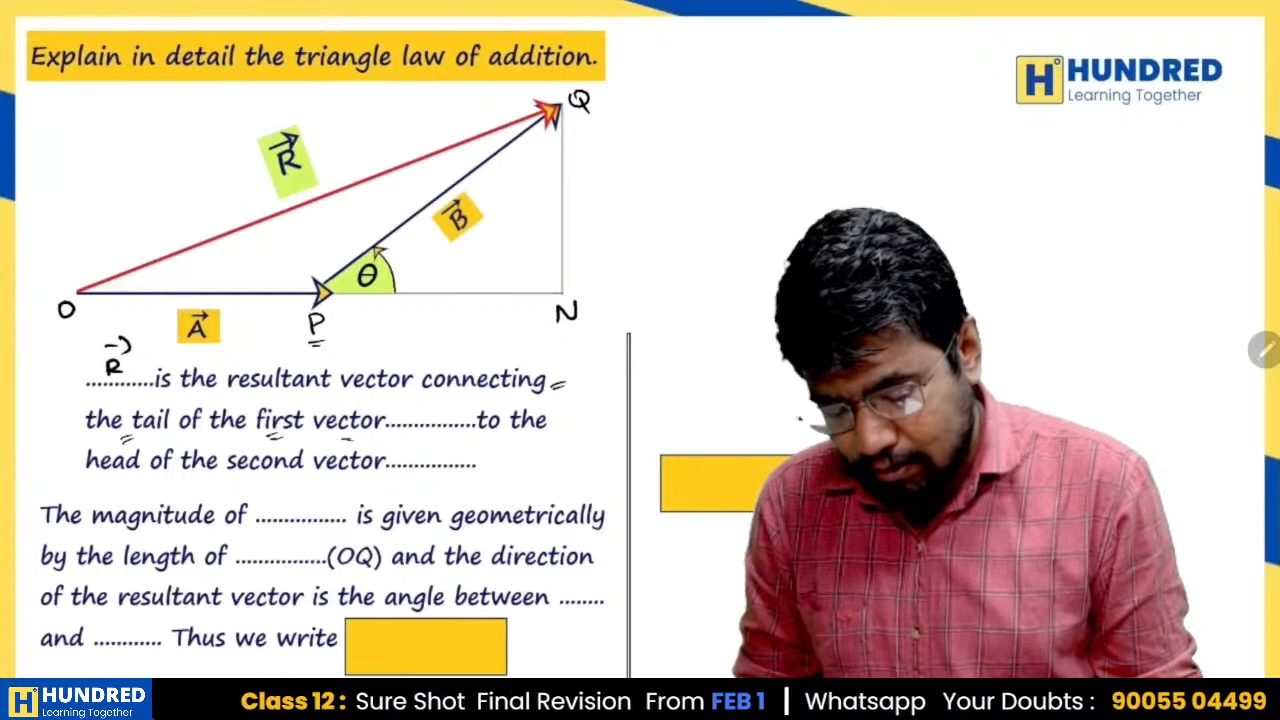 Explain in detail the triangle law of addition.
H° HUNDRED
Learning Together
Q
R
B
θ
O
P
N
A
R
............is the resultant vector connecting
the tail of the first vector................to the
head of the second vector................
The magnitude of ................ is given geometrically
by the length of ................(OQ) and the direction
of the resultant vector is the angle between ........
and ............ Thus we write
H° HUNDRED
Learning Together
Class 12 : Sure Shot Final Revision From FEB 1 | Whatsapp Your Doubts : 90055 04499